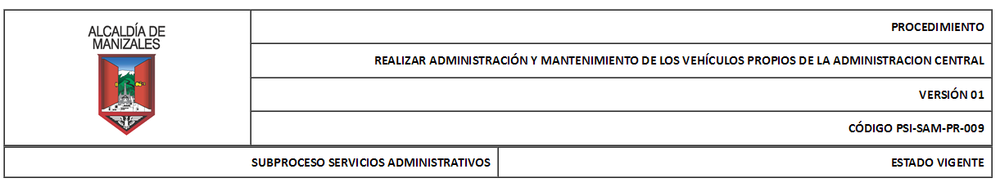 ALCALDÍA DE
MANIZALES
PROCEDIMIENTO
REALIZAR ADMINISTRACIÓN Y MANTENIMIENTO DE LOS VEHÍCULOS PROPIOS DE LA ADMINISTRACION CENTRAL
VERSIÓN 01
CÓDIGO PSI-SAM-PR-009
SUBPROCESO SERVICIOS ADMINISTRATIVOS
ESTADO VIGENTE